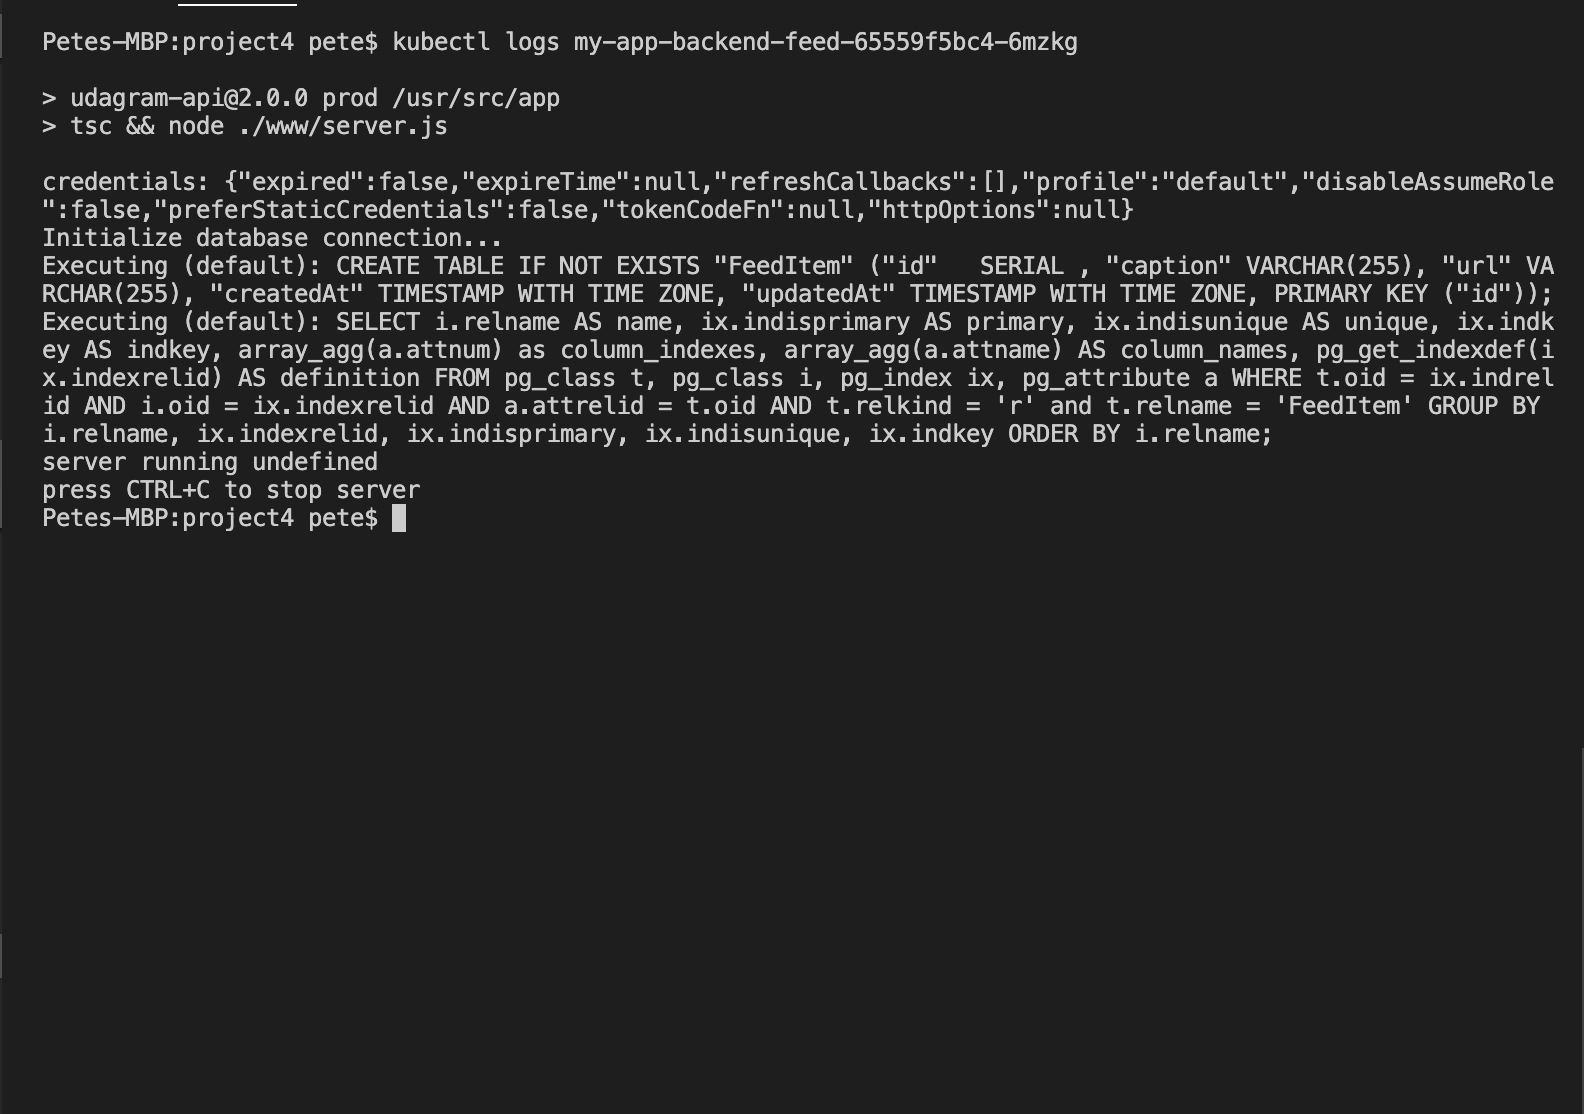 Petes-MBP:project4 pete$ kubectl logs my-app-backend-feed-65559f5bc4-6mzkg
> udagram-api@2.0.0 prod /usr/src/app
> tsc && node ./www/server.js
credentials: {"expired":false,"expireTime":null,"refreshCallbacks":[],"profile":"default","disableAssumeRole
":false,"preferStaticCredentials":false,"tokenCodeFn":null,"httpOptions":null}
Initialize database connection...
Executing (default): CREATE TABLE IF NOT EXISTS "FeedItem" ("id"   SERIAL , "caption" VARCHAR(255), "url" VA
RCHAR(255), "createdAt" TIMESTAMP WITH TIME ZONE, "updatedAt" TIMESTAMP WITH TIME ZONE, PRIMARY KEY ("id"));
Executing (default): SELECT i.relname AS name, ix.indisprimary AS primary, ix.indisunique AS unique, ix.indk
ey AS indkey, array_agg(a.attnum) as column_indexes, array_agg(a.attname) AS column_names, pg_get_indexdef(i
x.indexrelid) AS definition FROM pg_class t, pg_class i, pg_index ix, pg_attribute a WHERE t.oid = ix.indrel
id AND i.oid = ix.indexrelid AND a.attrelid = t.oid AND t.relkind = 'r' and t.relname = 'FeedItem' GROUP BY
i.relname, ix.indexrelid, ix.indisprimary, ix.indisunique, ix.indkey ORDER BY i.relname;
server running undefined
press CTRL+C to stop server
Petes-MBP:project4 pete$